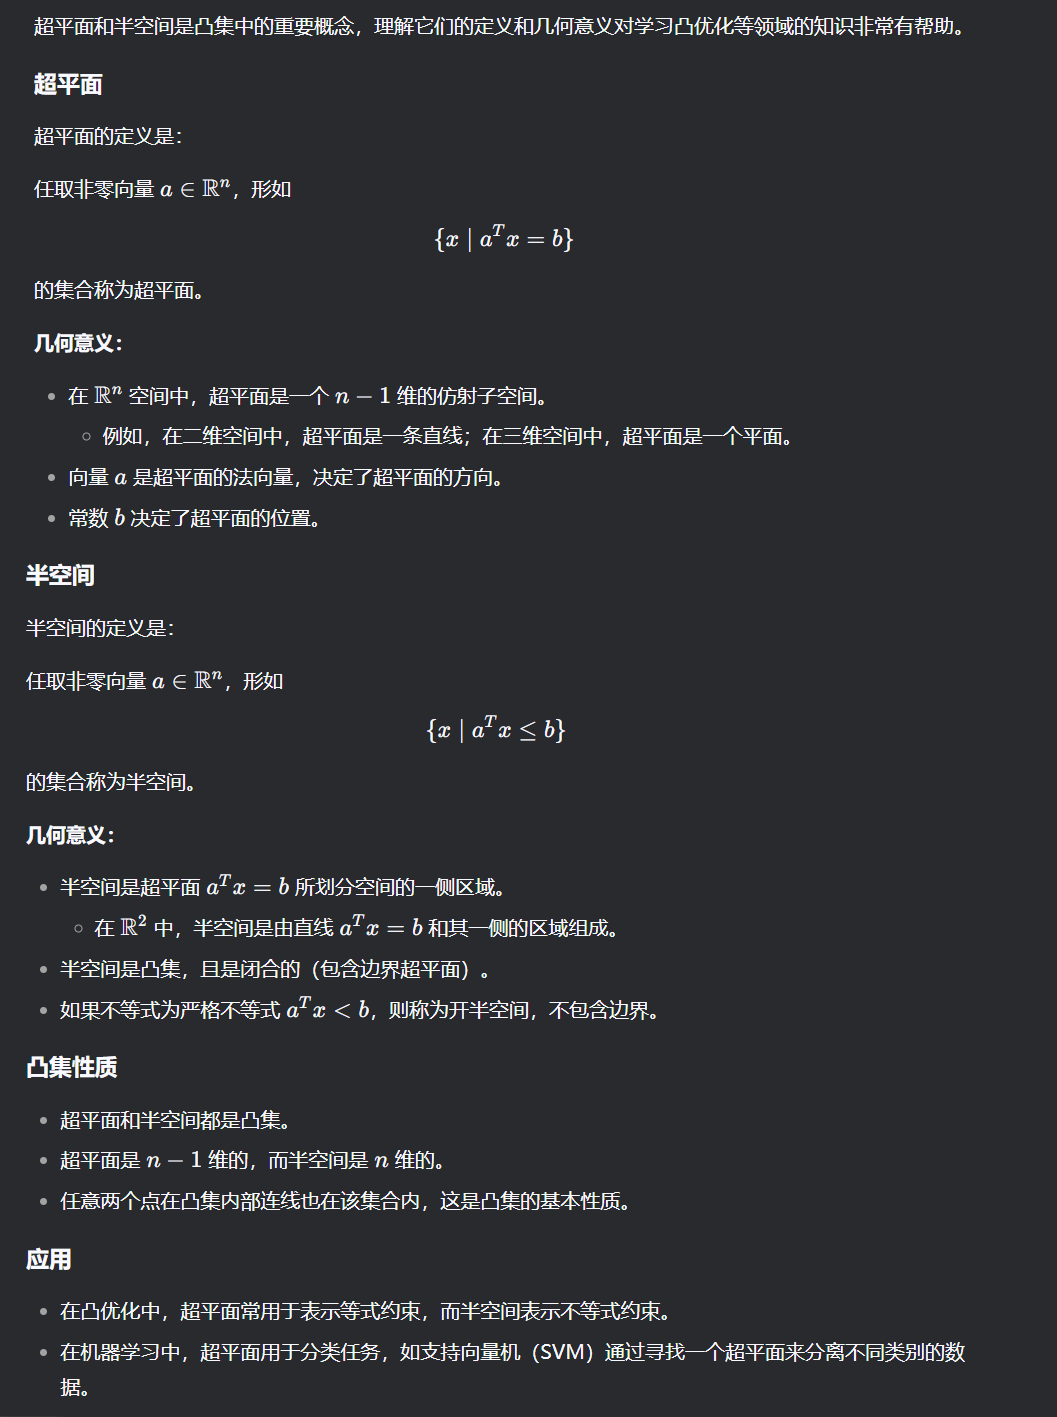 超平面和半空间是凸集中的重要概念，理解它们的定义和几何意义对学习凸优化等领域的知识非常有帮助。
超平面
超平面的定义是：
任取非零向量 a ∈ ℝⁿ，形如
{x | aᵀx = b}
的集合称为超平面。
几何意义：
• 在 ℝⁿ 空间中，超平面是一个 n − 1 维的仿射子空间。
◦ 例如，在二维空间中，超平面是一条直线；在三维空间中，超平面是一个平面。
• 向量 a 是超平面的法向量，决定了超平面的方向。
• 常数 b 决定了超平面的位置。
半空间
半空间的定义是：
任取非零向量 a ∈ ℝⁿ，形如
{x | aᵀx ≤ b}
的集合称为半空间。
几何意义：
• 半空间是超平面 aᵀx = b 所划分空间的一侧区域。
◦ 在 ℝ² 中，半空间是由直线 aᵀx = b 和其一侧的区域组成。
• 半空间是凸集，且是闭合的（包含边界超平面）。
• 如果不等式为严格不等式 aᵀx < b，则称为开半空间，不包含边界。
凸集性质
• 超平面和半空间都是凸集。
• 超平面是 n − 1 维的，而半空间是 n 维的。
• 任意两个点在凸集内部连线也在该集合内，这是凸集的基本性质。
应用
• 在凸优化中，超平面常用于表示等式约束，而半空间表示不等式约束。
• 在机器学习中，超平面用于分类任务，如支持向量机（SVM）通过寻找一个超平面来分离不同类别的数
据。